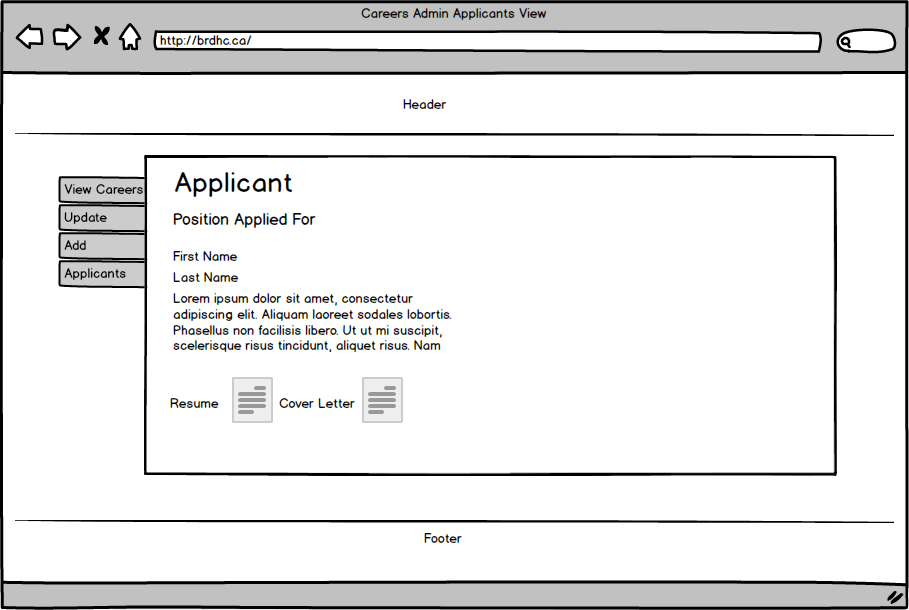 Careers Admin Applicants View
http://brdhc.ca/
Header
View Careers
Update
Add
Applicants
Applicant
Position Applied For
First Name
Last Name
Lorem ipsum dolor sit amet, consectetur
adipiscing elit. Aliquam laoreet sodales lobortis.
Phasellus non facilisis libero. Ut ut mi suscipit,
scelerisque risus tincidunt, aliquet risus. Nam
Resume Cover Letter
Footer